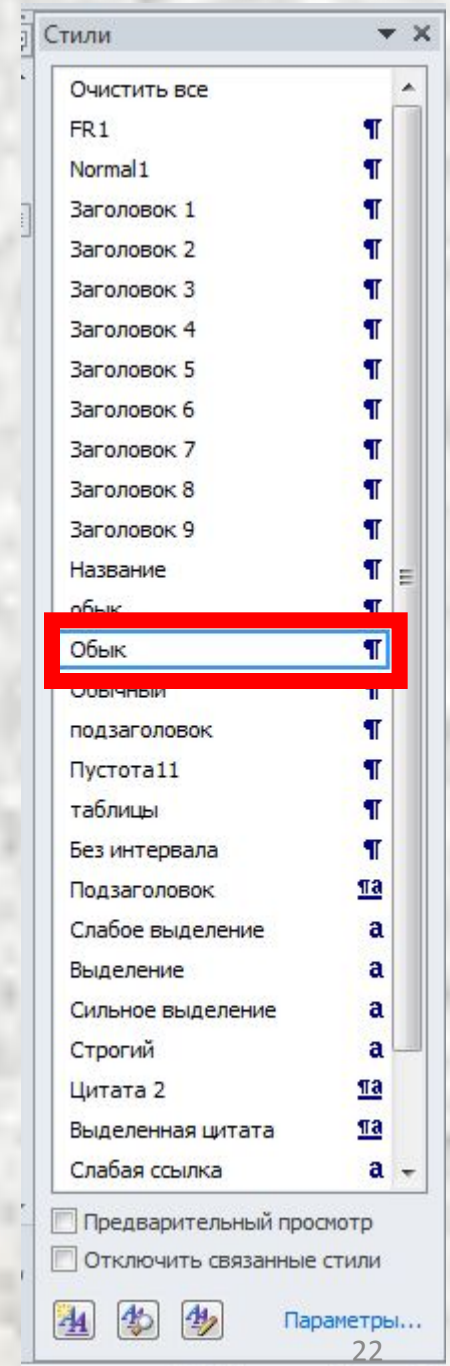 Стили
Очистить все
FR1 ¶
Normal1 ¶
Заголовок 1 ¶
Заголовок 2 ¶
Заголовок 3 ¶
Заголовок 4 ¶
Заголовок 5 ¶
Заголовок 6 ¶
Заголовок 7 ¶
Заголовок 8 ¶
Заголовок 9 ¶
Название ¶
обык ¶
Обык ¶
Обычный ¶
подзаголовок ¶
Пустота11 ¶
таблицы ¶
Без интервала ¶
Подзаголовок ¶a
Слабое выделение a
Выделение a
Сильное выделение a
Строгий a
Цитата 2 ¶a
Выделенная цитата ¶a
Слабая ссылка a
Предварительный просмотр
Отключить связанные стили
Параметры...
22